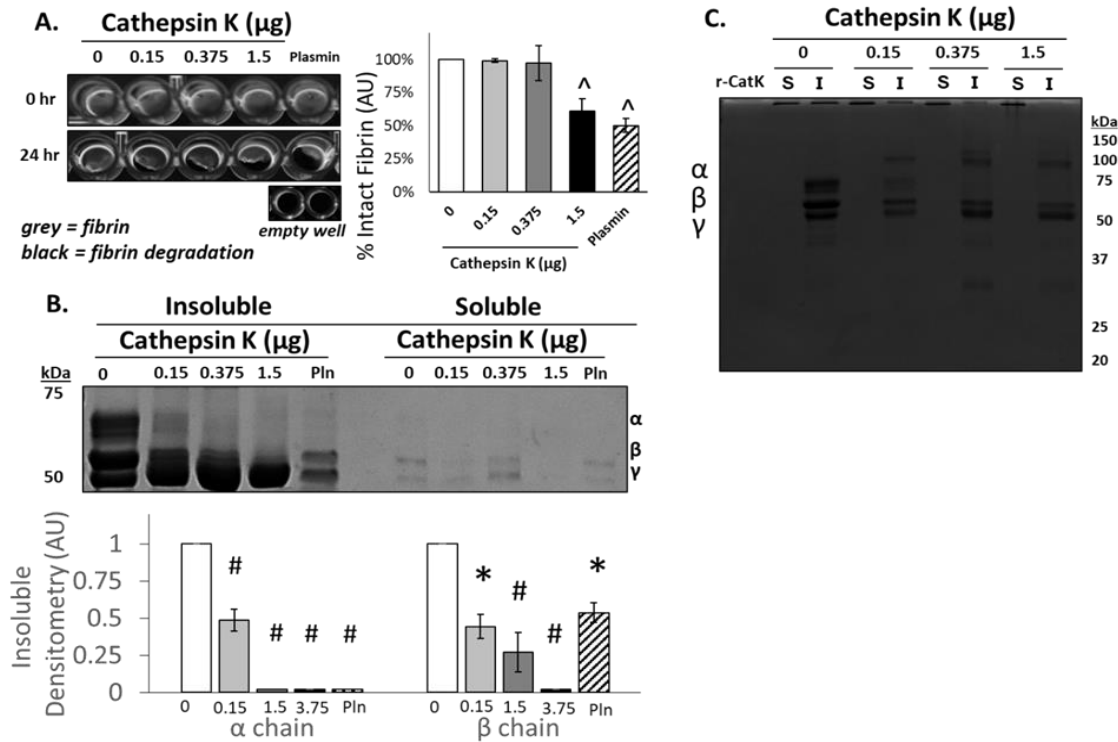 A.
Cathepsin K (μg)
0 0.15 0.375 1.5 Plasmin
0 hr
24 hr
empty well
grey = fibrin
black = fibrin degradation
% Intact Fibrin (AU)
100%
75%
50%
25%
0%
^ ^
0 0.15 0.375 1.5 Plasmin
Cathepsin K (μg)
B.
Insoluble Soluble
Cathepsin K (μg) Cathepsin K (μg)
kDa 0 0.15 0.375 1.5 Pln 0 0.15 0.375 1.5 Pln
75
50
α
β
γ
Insoluble
Densitometry (AU)
1
0.75
0.5
0.25
0
# # # #
* # # *
0 0.15 1.5 3.75 Pln 0 0.15 1.5 3.75 Pln
α chain β chain
C.
Cathepsin K (μg)
0 0.15 0.375 1.5
r-CatK S I S I S I S I
α
β
γ
kDa
150
100
75
50
37
25
20